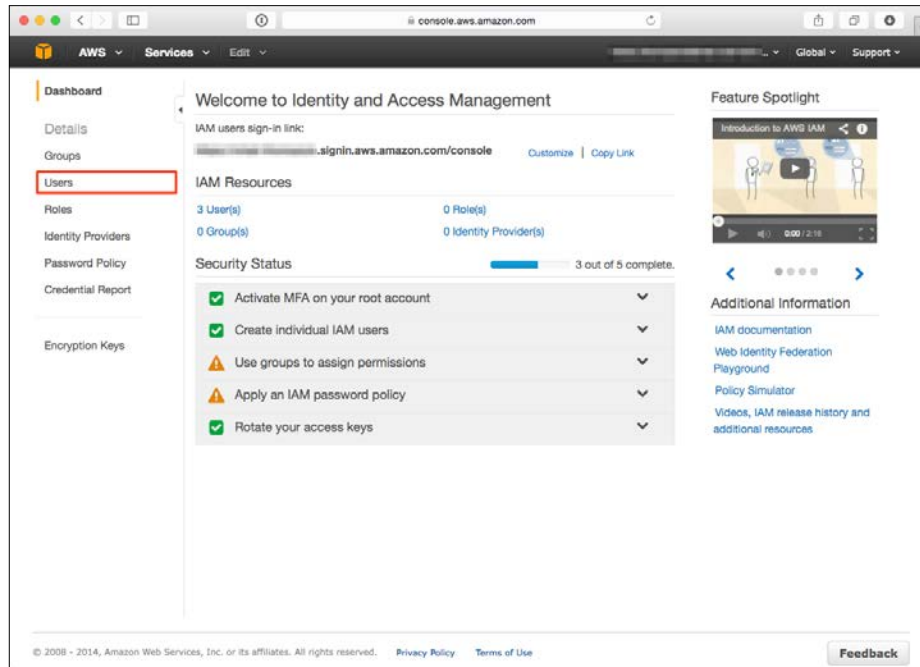 console.aws.amazon.com
AWS Services Edit Global Support
Dashboard
Details
Groups
Users
Roles
Identity Providers
Password Policy
Credential Report
Encryption Keys
Welcome to Identity and Access Management
IAM users sign-in link:
.signin.aws.amazon.com/console Customize | Copy Link
IAM Resources
3 User(s) 0 Role(s)
0 Group(s) 0 Identity Provider(s)
Security Status 3 out of 5 complete.
Activate MFA on your root account
Create individual IAM users
Use groups to assign permissions
Apply an IAM password policy
Rotate your access keys
Feature Spotlight
Introduction to AWS IAM
0:00 / 2:16
Additional Information
IAM documentation
Web Identity Federation
Playground
Policy Simulator
Videos, IAM release history and
additional resources
© 2008 - 2014, Amazon Web Services, Inc. or its affiliates. All rights reserved. Privacy Policy Terms of Use
Feedback